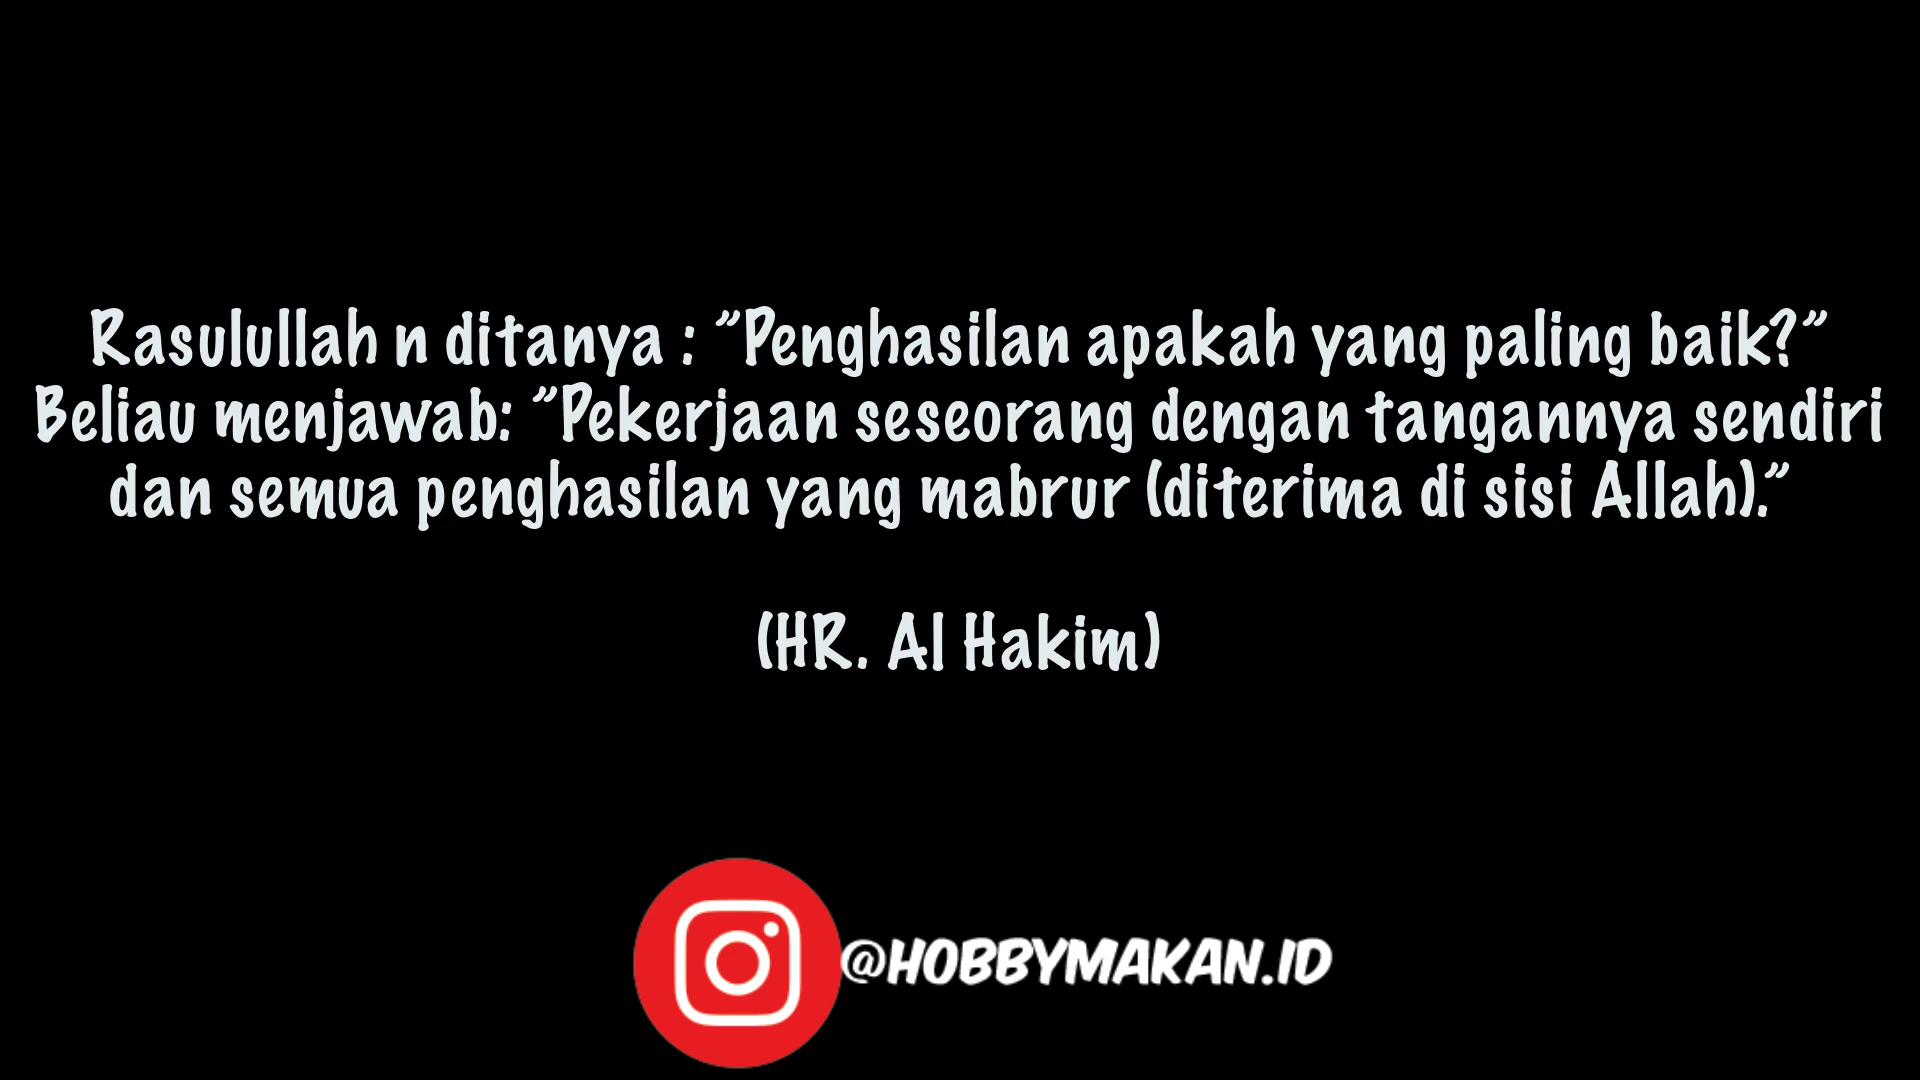 Rasulullah n ditanya : ”Penghasilan apakah yang paling baik?”
Beliau menjawab: ”Pekerjaan seseorang dengan tangannya sendiri
dan semua penghasilan yang mabrur (diterima di sisi Allah).”
(HR. Al Hakim)
@HOBBYMAKAN.ID